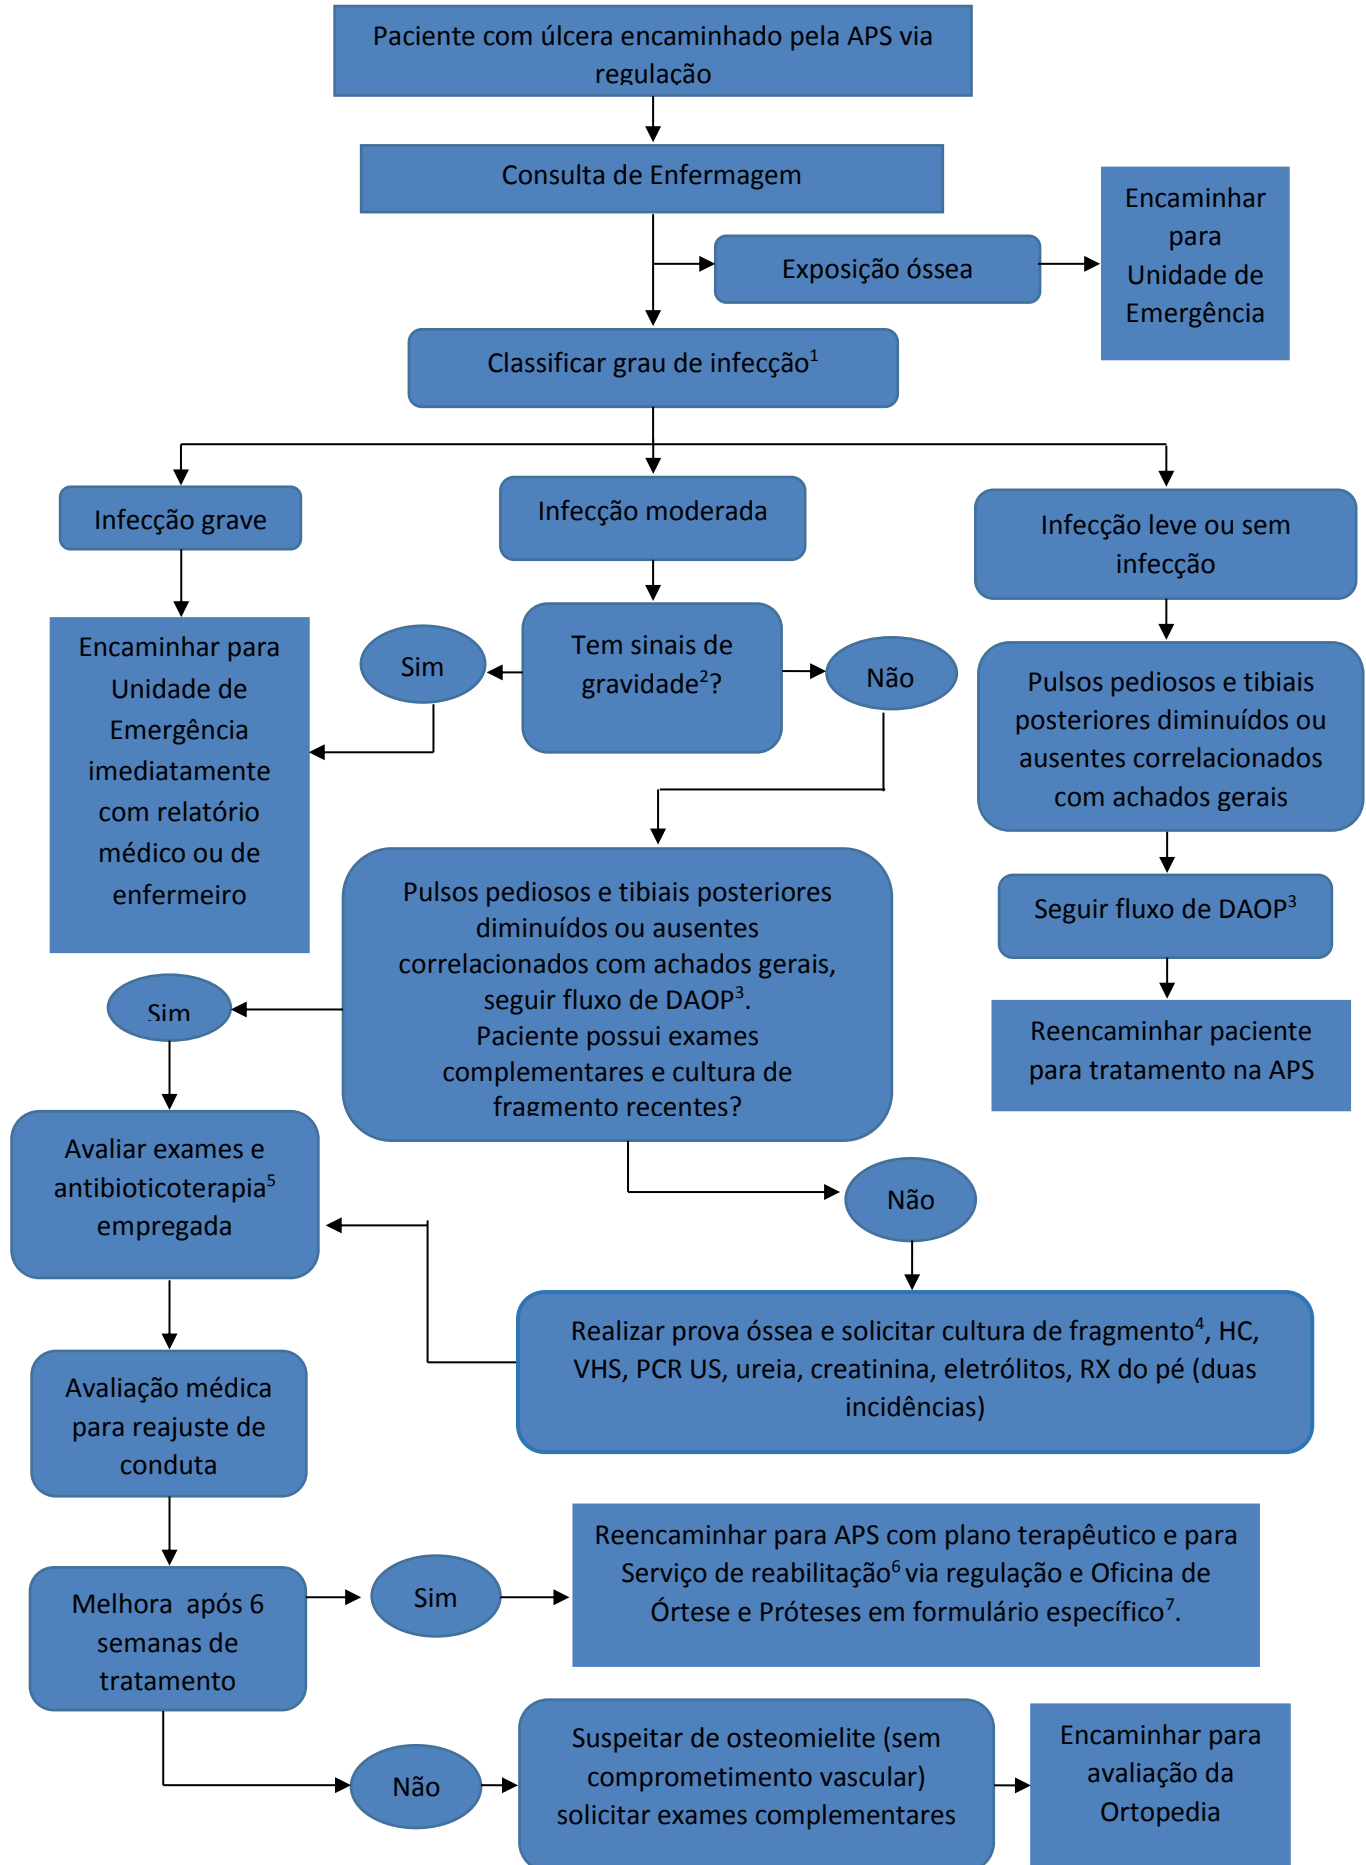 Paciente com úlcera encaminhado pela APS via
regulação
Consulta de Enfermagem
Encaminhar
para
Unidade de
Emergência
Exposição óssea
Classificar grau de infecção¹
Infecção grave
Infecção moderada
Infecção leve ou sem
infecção
Encaminhar para
Unidade de
Emergência
imediatamente
com relatório
médico ou de
enfermeiro
Sim
Tem sinais de
gravidade²?
Não
Pulsos pediosos e tibiais
posteriores diminuídos ou
ausentes correlacionados
com achados gerais
Pulsos pediosos e tibiais posteriores
diminuídos ou ausentes
correlacionados com achados gerais,
seguir fluxo de DAOP³.
Paciente possui exames
complementares e cultura de
fragmento recentes?
Seguir fluxo de DAOP³
Sim
Reencaminhar paciente
para tratamento na APS
Avaliar exames e
antibioticoterapia⁵
empregada
Não
Realizar prova óssea e solicitar cultura de fragmento⁴, HC,
VHS, PCR US, ureia, creatinina, eletrólitos, RX do pé (duas
incidências)
Avaliação médica
para reajuste de
conduta
Melhora após 6
semanas de
tratamento
Sim
Reencaminhar para APS com plano terapêutico e para
Serviço de reabilitação⁶ via regulação e Oficina de
Órtese e Próteses em formulário específico⁷.
Não
Suspeitar de osteomielite (sem
comprometimento vascular)
solicitar exames complementares
Encaminhar para
avaliação da
Ortopedia